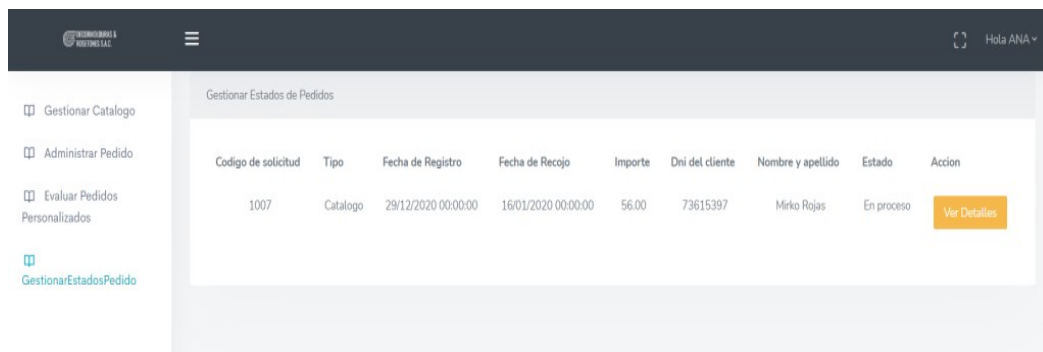 Hola ANA
Gestionar Catalogo
Administrar Pedido
Evaluar Pedidos
Personalizados
GestionarEstadosPedido
Gestionar Estados de Pedidos
Codigo de solicitud Tipo Fecha de Registro Fecha de Recojo Importe Dni del cliente Nombre y apellido Estado Accion
1007 Catalogo 29/12/2020 00:00:00 16/01/2020 00:00:00 56.00 73615397 Mirko Rojas En proceso Ver Detalles